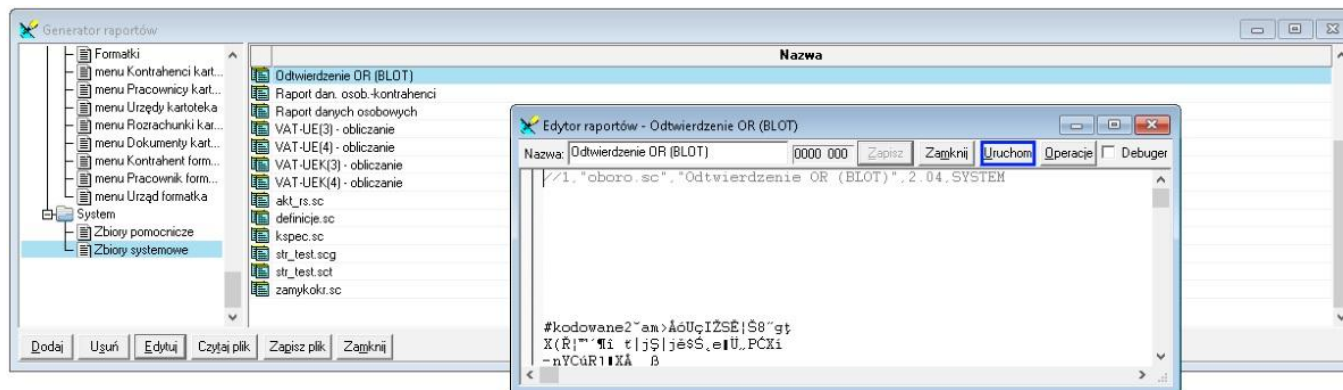 Generator raportów
Formatki
menu Kontrahenci kart...
menu Pracownicy kart...
menu Urzędy kartoteka
menu Rozrachunki kar...
menu Dokumenty kart...
menu Kontrahent form...
menu Pracownik form...
menu Urząd formatka
System
Zbiory pomocnicze
Zbiory systemowe
Nazwa
Odtwierdzenie OR (BLOT)
Raport dan. osob.-kontrahenci
Raport danych osobowych
VAT-UE(3) - obliczanie
VAT-UE(4) - obliczanie
VAT-UEK(3) - obliczanie
VAT-UEK(4) - obliczanie
akt_rs.sc
definicje.sc
kspec.sc
str_test.scg
str_test.sct
zamykokr.sc
Dodaj Usuń Edytuj Czytaj plik Zapisz plik Zamknij
Edytor raportów - Odtwierdzenie OR (BLOT)
Nazwa: Odtwierdzenie OR (BLOT) 0000 000 Zapisz Zamknij Uruchom Operacje Debuger
//1,"oboro.sc","Odtwierdzenie OR (BLOT)",2.04,SYSTEM